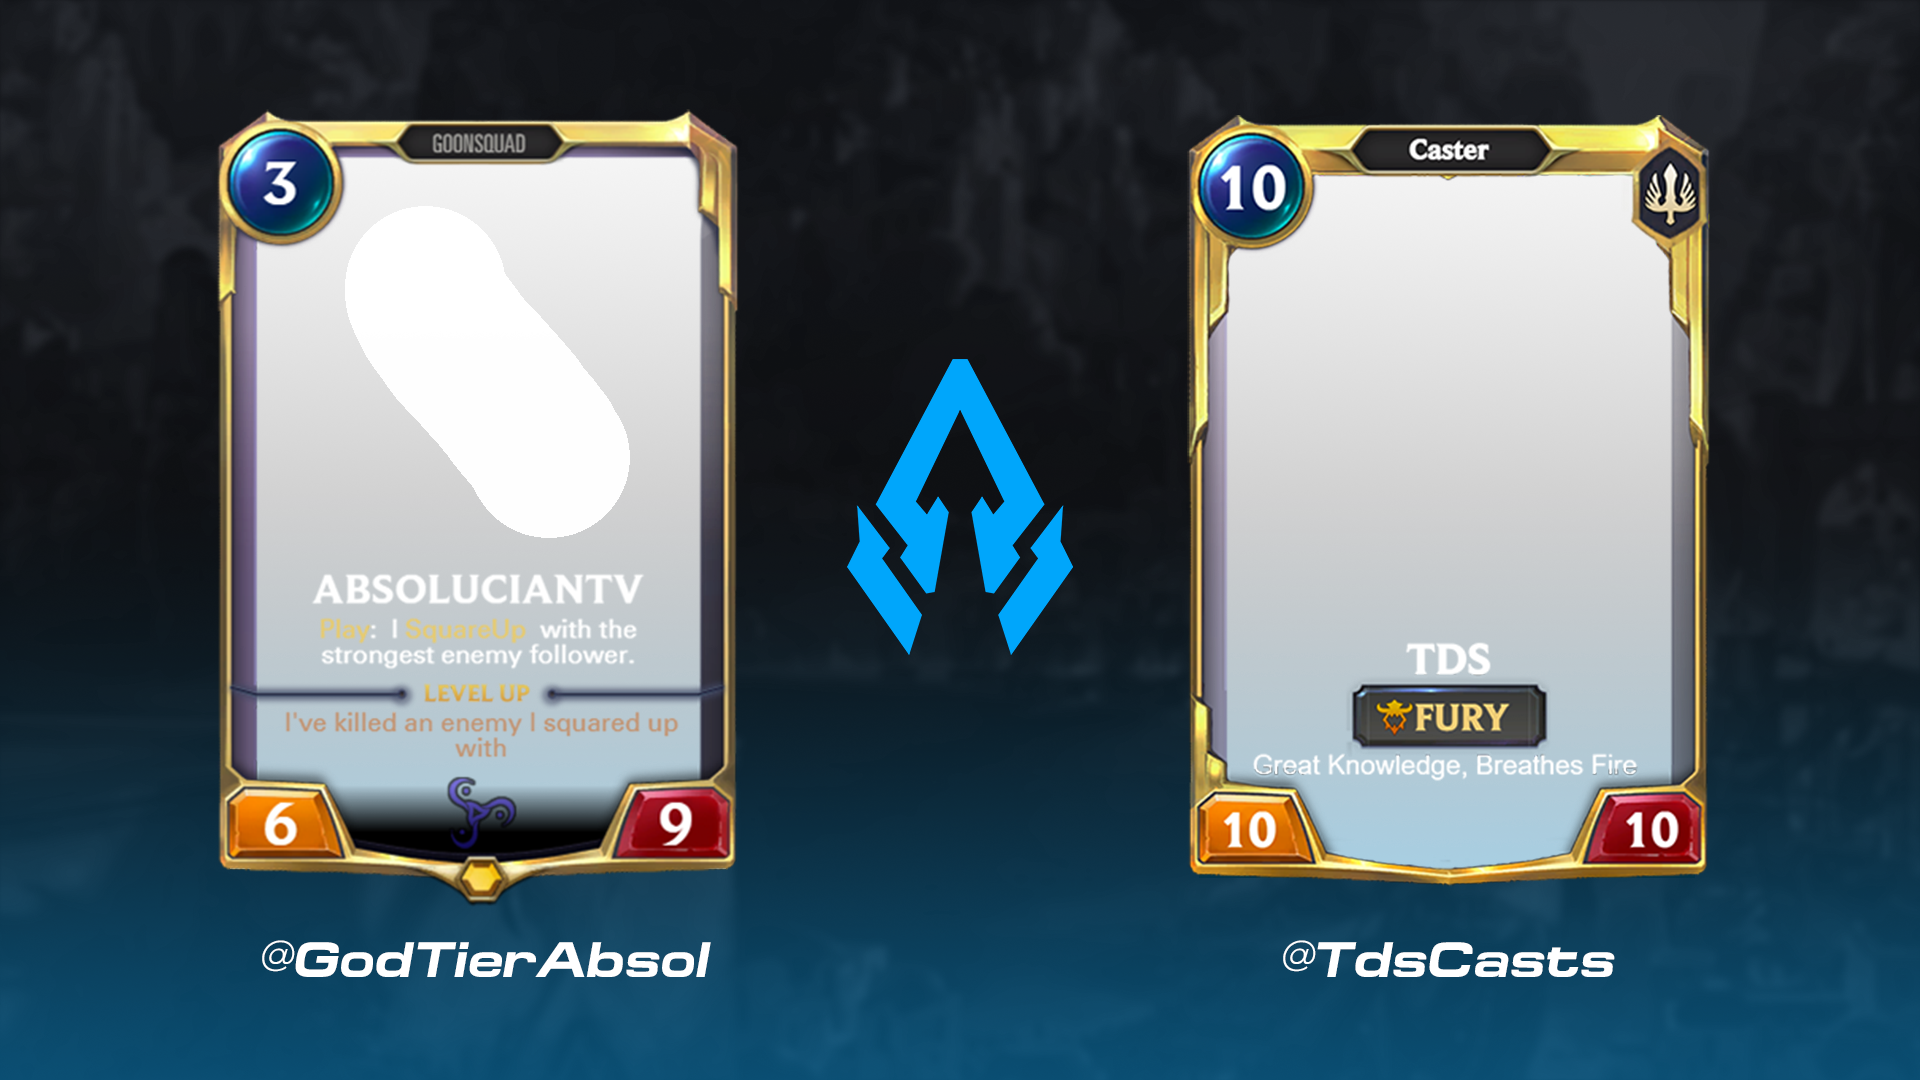 GOONSQUAD
3
ABSOLUCIANTV
Play: I SquareUp with the
strongest enemy follower.
LEVEL UP
I've killed an enemy I squared up
with
6
9
@GodTierAbsol
Caster
10
TDS
FURY
Great Knowledge, Breathes Fire
10
10
@TdsCasts